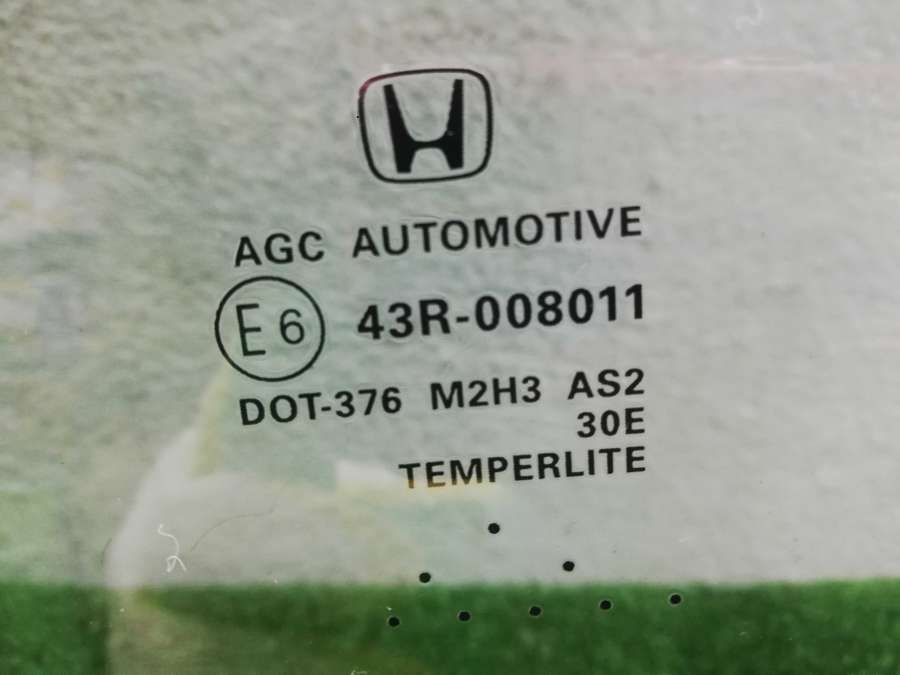 AGC AUTOMOTIVE
E6 43R-008011
DOT-376 M2H3 AS2
30E
TEMPERLITE